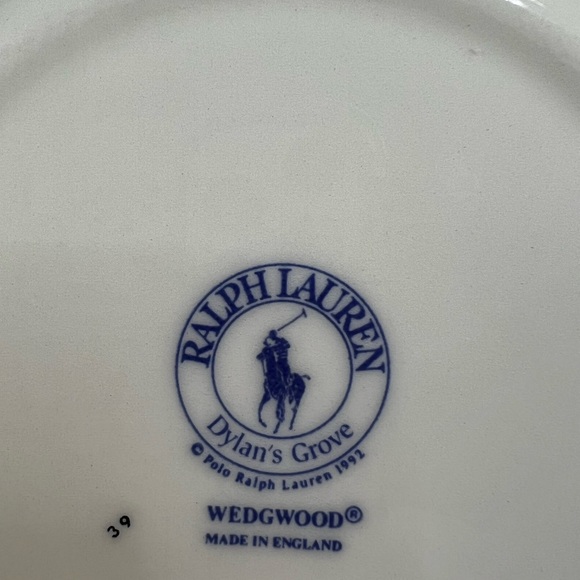 RALPH LAUREN
Dylan's Grove
© Polo Ralph Lauren 1992
WEDGWOOD®
MADE IN ENGLAND
39